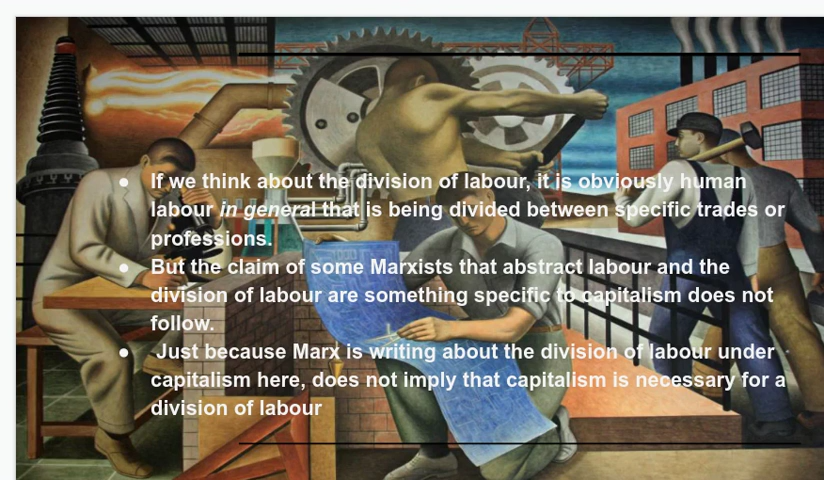 ● If we think about the division of labour, it is obviously human
labour in general that is being divided between specific trades or
professions.
● But the claim of some Marxists that abstract labour and the
division of labour are something specific to capitalism does not
follow.
● Just because Marx is writing about the division of labour under
capitalism here, does not imply that capitalism is necessary for a
division of labour